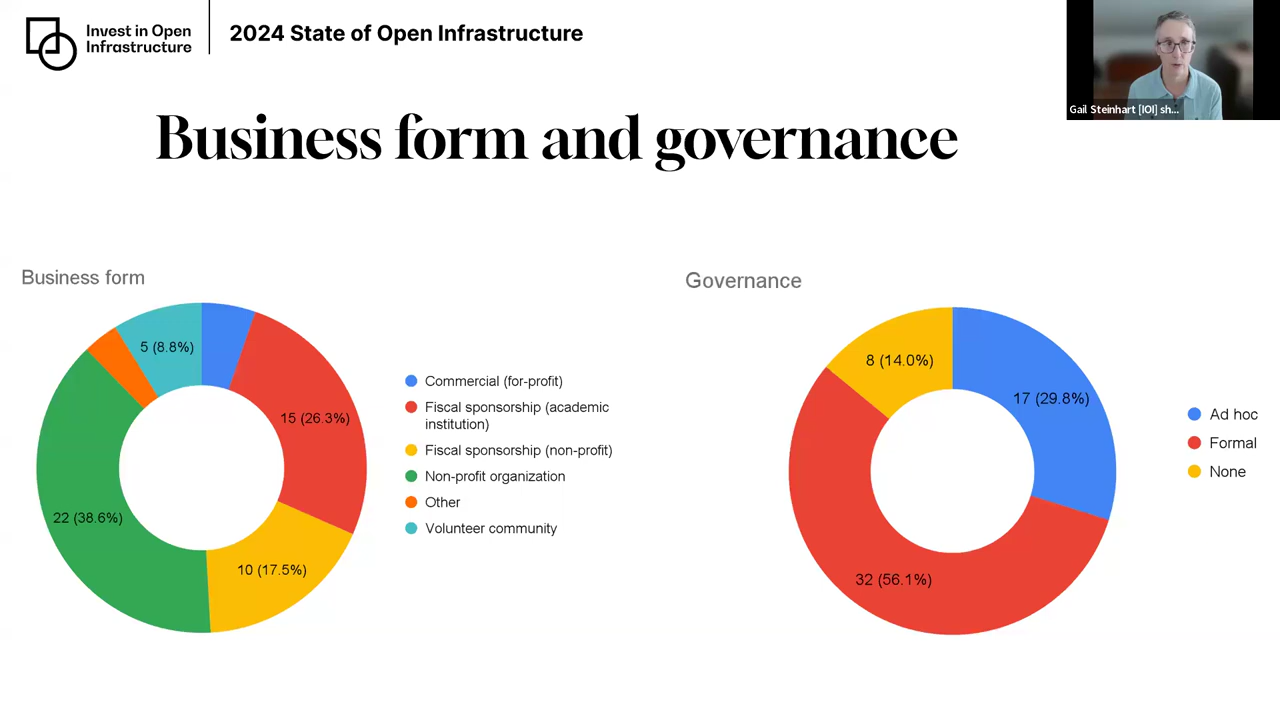 Invest in Open
Infrastructure
2024 State of Open Infrastructure
Gail Steinhart [IOI] sh...
Business form and governance
Business form
5 (8.8%)
15 (26.3%)
22 (38.6%)
10 (17.5%)
Commercial (for-profit)
Fiscal sponsorship (academic
institution)
Fiscal sponsorship (non-profit)
Non-profit organization
Other
Volunteer community
Governance
8 (14.0%)
17 (29.8%)
32 (56.1%)
Ad hoc
Formal
None